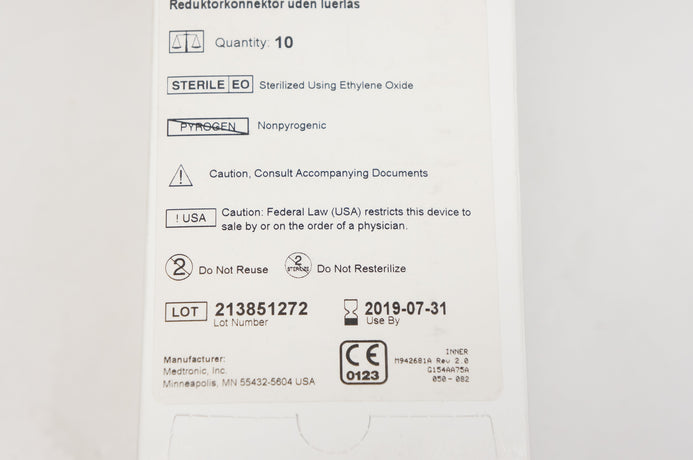 Reduktorkonnektor uden luerlås
Quantity: 10
STERILE EO Sterilized Using Ethylene Oxide
PYROGEN Nonpyrogenic
Caution, Consult Accompanying Documents
! USA Caution: Federal Law (USA) restricts this device to
sale by or on the order of a physician.
2 Do Not Reuse 2 STERILIZE Do Not Resterilize
LOT 213851272 2019-07-31
Lot Number Use By
Manufacturer:
Medtronic, Inc.
Minneapolis, MN 55432-5604 USA
CE
0123
INNER
M942681A Rev 2.0
G154AA75A
050-082